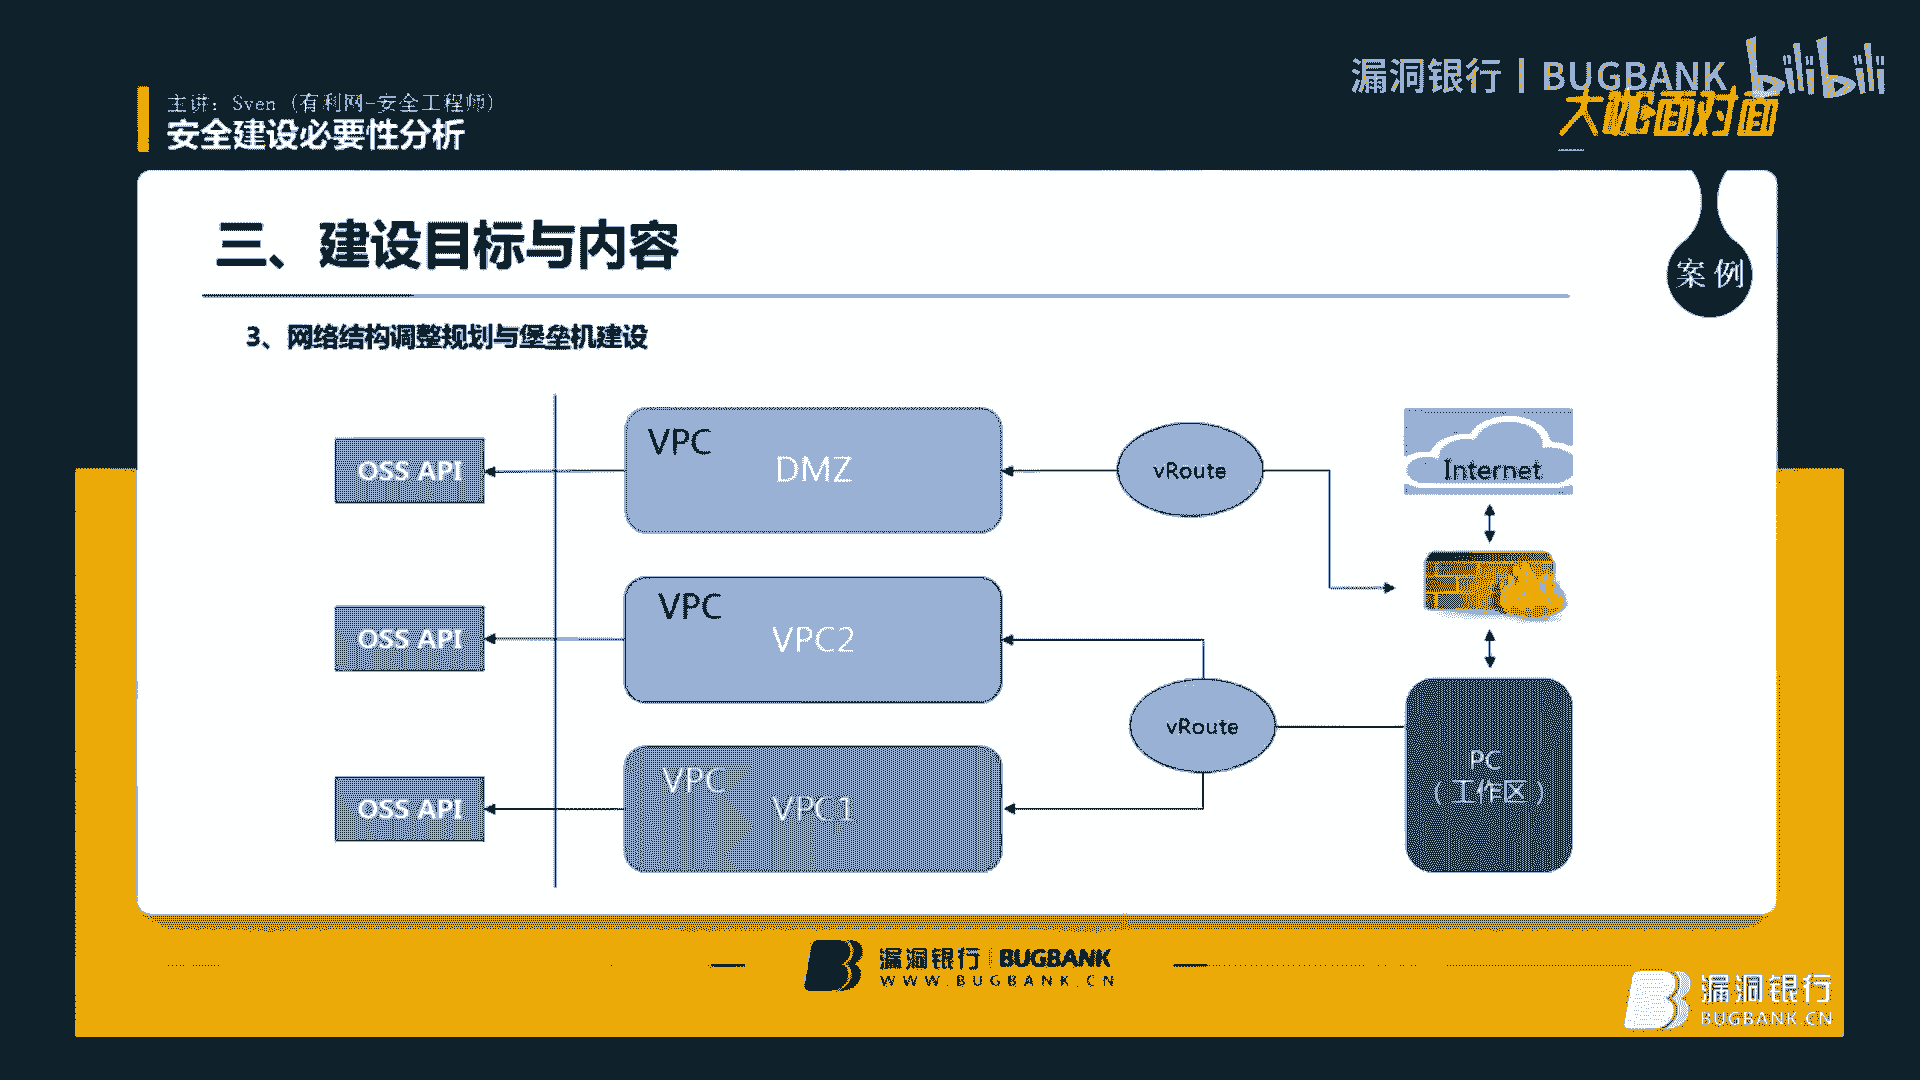 漏洞银行 | BUGBANK bilibili
大咖面对面
主讲：Sven（有利网-安全工程师）
安全建设必要性分析
三、建设目标与内容
案例
3、网络结构调整规划与堡垒机建设
OSS API
VPC
DMZ
vRoute
Internet
OSS API
VPC
VPC2
vRoute
PC
（工作区）
OSS API
VPC
VPC1
漏洞银行 | BUGBANK
WWW.BUGBANK.CN
漏洞银行
BUGBANK.CN